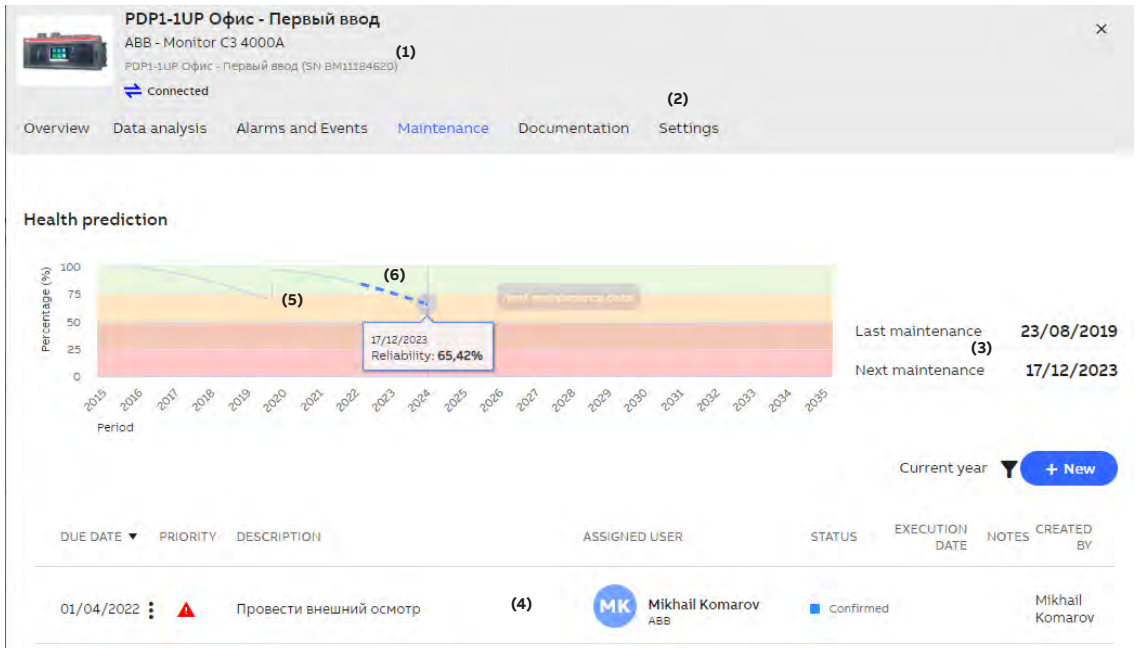 PDP1-1UP Офис - Первый ввод
×
ABB - Monitor C3 4000A
(1)
PDP1-1UP Офис - Первый ввод (SN BM11184620)
Connected
(2)
Overview Data analysis Alarms and Events Maintenance Documentation Settings
Health prediction
Percentage (%)
100
75
50
25
0
(6)
(5)
Next maintenance date
17/12/2023
Reliability: 65,42%
2015 2016 2017 2018 2019 2020 2021 2022 2023 2024 2025 2026 2027 2028 2029 2030 2031 2032 2033 2034 2035
Period
Last maintenance 23/08/2019
(3)
Next maintenance 17/12/2023
Current year + New
DUE DATE ▼ PRIORITY DESCRIPTION ASSIGNED USER STATUS EXECUTION DATE NOTES CREATED BY
01/04/2022 Провести внешний осмотр (4) MK Mikhail Komarov ABB Confirmed Mikhail Komarov